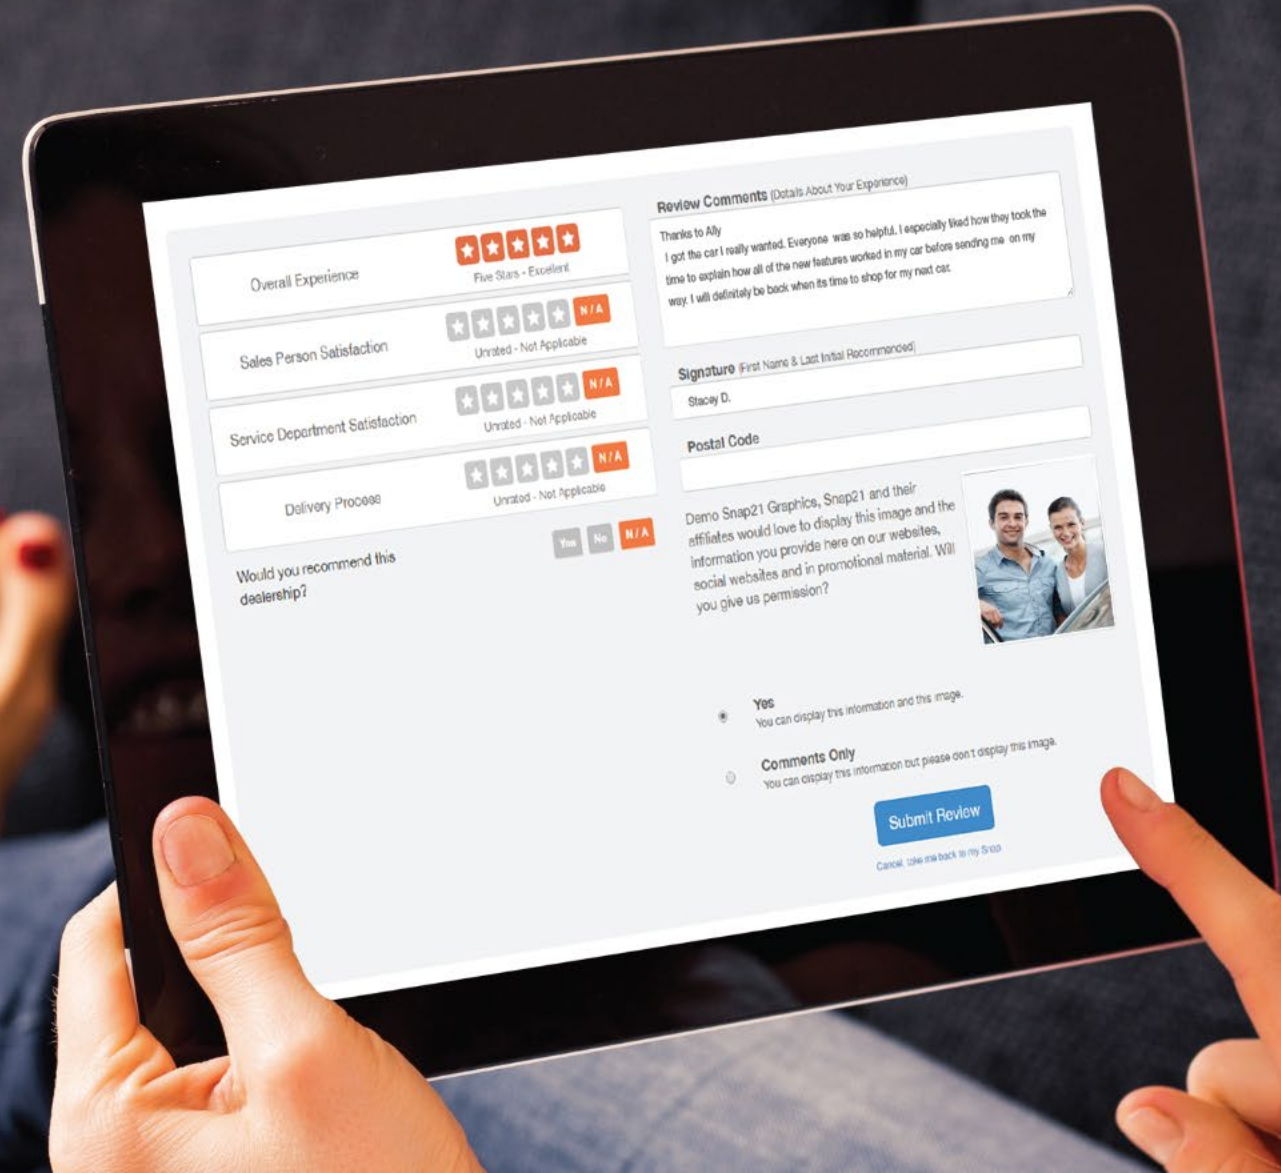 Overall Experience
Five Stars - Excellent
Sales Person Satisfaction
N/A
Unrated - Not Applicable
Service Department Satisfaction
N/A
Unrated - Not Applicable
Delivery Process
N/A
Unrated - Not Applicable
Would you recommend this
dealership?
Yes No N/A
Review Comments (Details About Your Experience)
Thanks to Ally
I got the car I really wanted. Everyone was so helpful. I especially liked how they took the
time to explain how all of the new features worked in my car before sending me on my
way. I will definitely be back when its time to shop for my next car.
Signature (First Name & Last Initial Recommended)
Stacey D.
Postal Code
Demo Snap21 Graphics, Snap21 and their
affiliates would love to display this image and the
information you provide here on our websites,
social websites and in promotional material. Will
you give us permission?
Yes
You can display this information and this image.
Comments Only
You can display this information but please don't display this image.
Submit Review
Cancel, take me back to my Snap